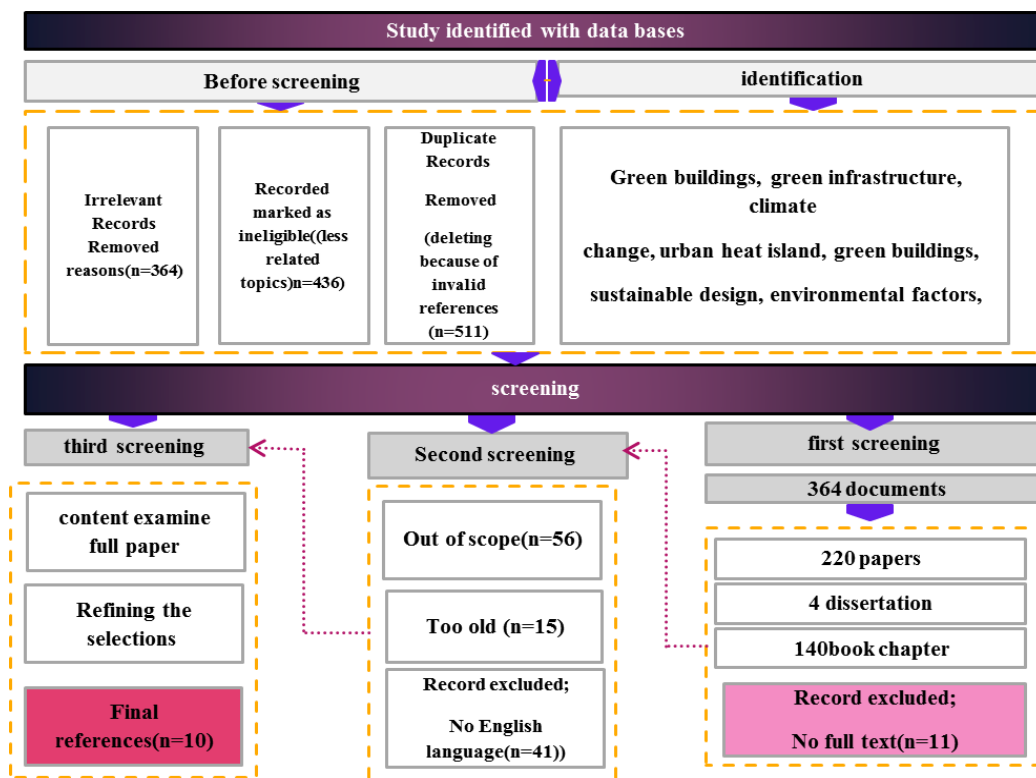 Study identified with data bases
Before screening
identification
Irrelevant
Records
Removed
reasons(n=364)
Recorded
marked as
ineligible((less
related
topics)n=436)
Duplicate
Records
Removed
(deleting
because of
invalid
references
(n=511)
Green buildings, green infrastructure,
climate
change, urban heat island, green buildings,
sustainable design, environmental factors,
screening
third screening
content examine
full paper
Refining the
selections
Final
references(n=10)
Second screening
Out of scope(n=56)
Too old (n=15)
Record excluded;
No English
language(n=41))
first screening
364 documents
220 papers
4 dissertation
140book chapter
Record excluded;
No full text(n=11)